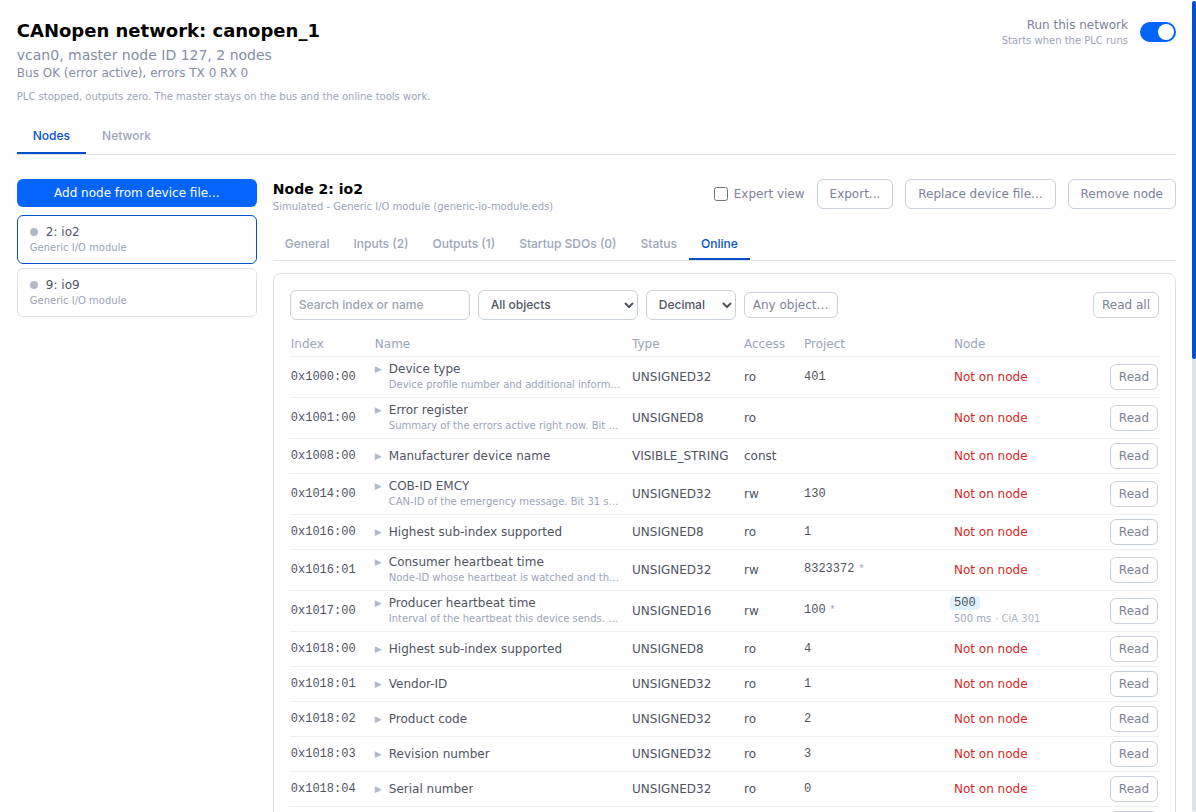 CANopen network: canopen_1
Run this network
Starts when the PLC runs
vcan0, master node ID 127, 2 nodes
Bus OK (error active), errors TX 0 RX 0
PLC stopped, outputs zero. The master stays on the bus and the online tools work.
Nodes Network
Add node from device file...
2: io2
Generic I/O module
9: io9
Generic I/O module
Node 2: io2
Simulated - Generic I/O module (generic-io-module.eds)
Expert view Export... Replace device file... Remove node
General Inputs (2) Outputs (1) Startup SDOs (0) Status Online
Search index or name All objects Decimal Any object... Read all
Index Name Type Access Project Node
0x1000:00 ▶ Device type UNSIGNED32 ro 401 Not on node Read
Device profile number and additional inform...
0x1001:00 ▶ Error register UNSIGNED8 ro Not on node Read
Summary of the errors active right now. Bit ...
0x1008:00 ▶ Manufacturer device name VISIBLE_STRING const Not on node Read
0x1014:00 ▶ COB-ID EMCY UNSIGNED32 rw 130 Not on node Read
CAN-ID of the emergency message. Bit 31 s...
0x1016:00 ▶ Highest sub-index supported UNSIGNED8 ro 1 Not on node Read
0x1016:01 ▶ Consumer heartbeat time UNSIGNED32 rw 8323372 * Not on node Read
Node-ID whose heartbeat is watched and th...
0x1017:00 ▶ Producer heartbeat time UNSIGNED16 rw 100 * 500 Read
Interval of the heartbeat this device sends. ... 500 ms · CiA 301
0x1018:00 ▶ Highest sub-index supported UNSIGNED8 ro 4 Not on node Read
0x1018:01 ▶ Vendor-ID UNSIGNED32 ro 1 Not on node Read
0x1018:02 ▶ Product code UNSIGNED32 ro 2 Not on node Read
0x1018:03 ▶ Revision number UNSIGNED32 ro 3 Not on node Read
0x1018:04 ▶ Serial number UNSIGNED32 ro 0 Not on node Read